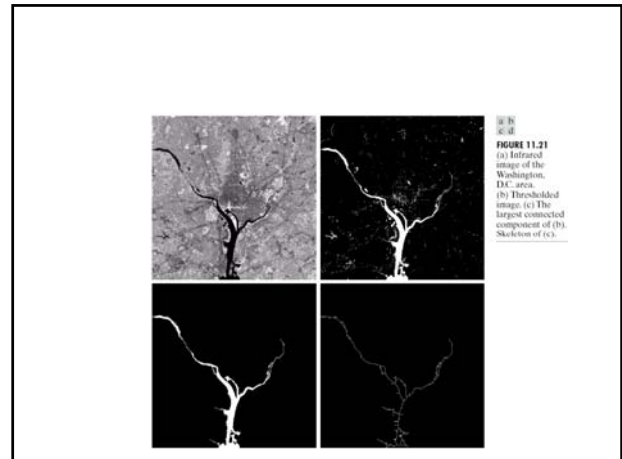 a b
c d
FIGURE 11.21
(a) Infrared
image of the
Washington,
D.C. area.
(b) Thresholded
image. (c) The
largest connected
component of (b).
Skeleton of (c).